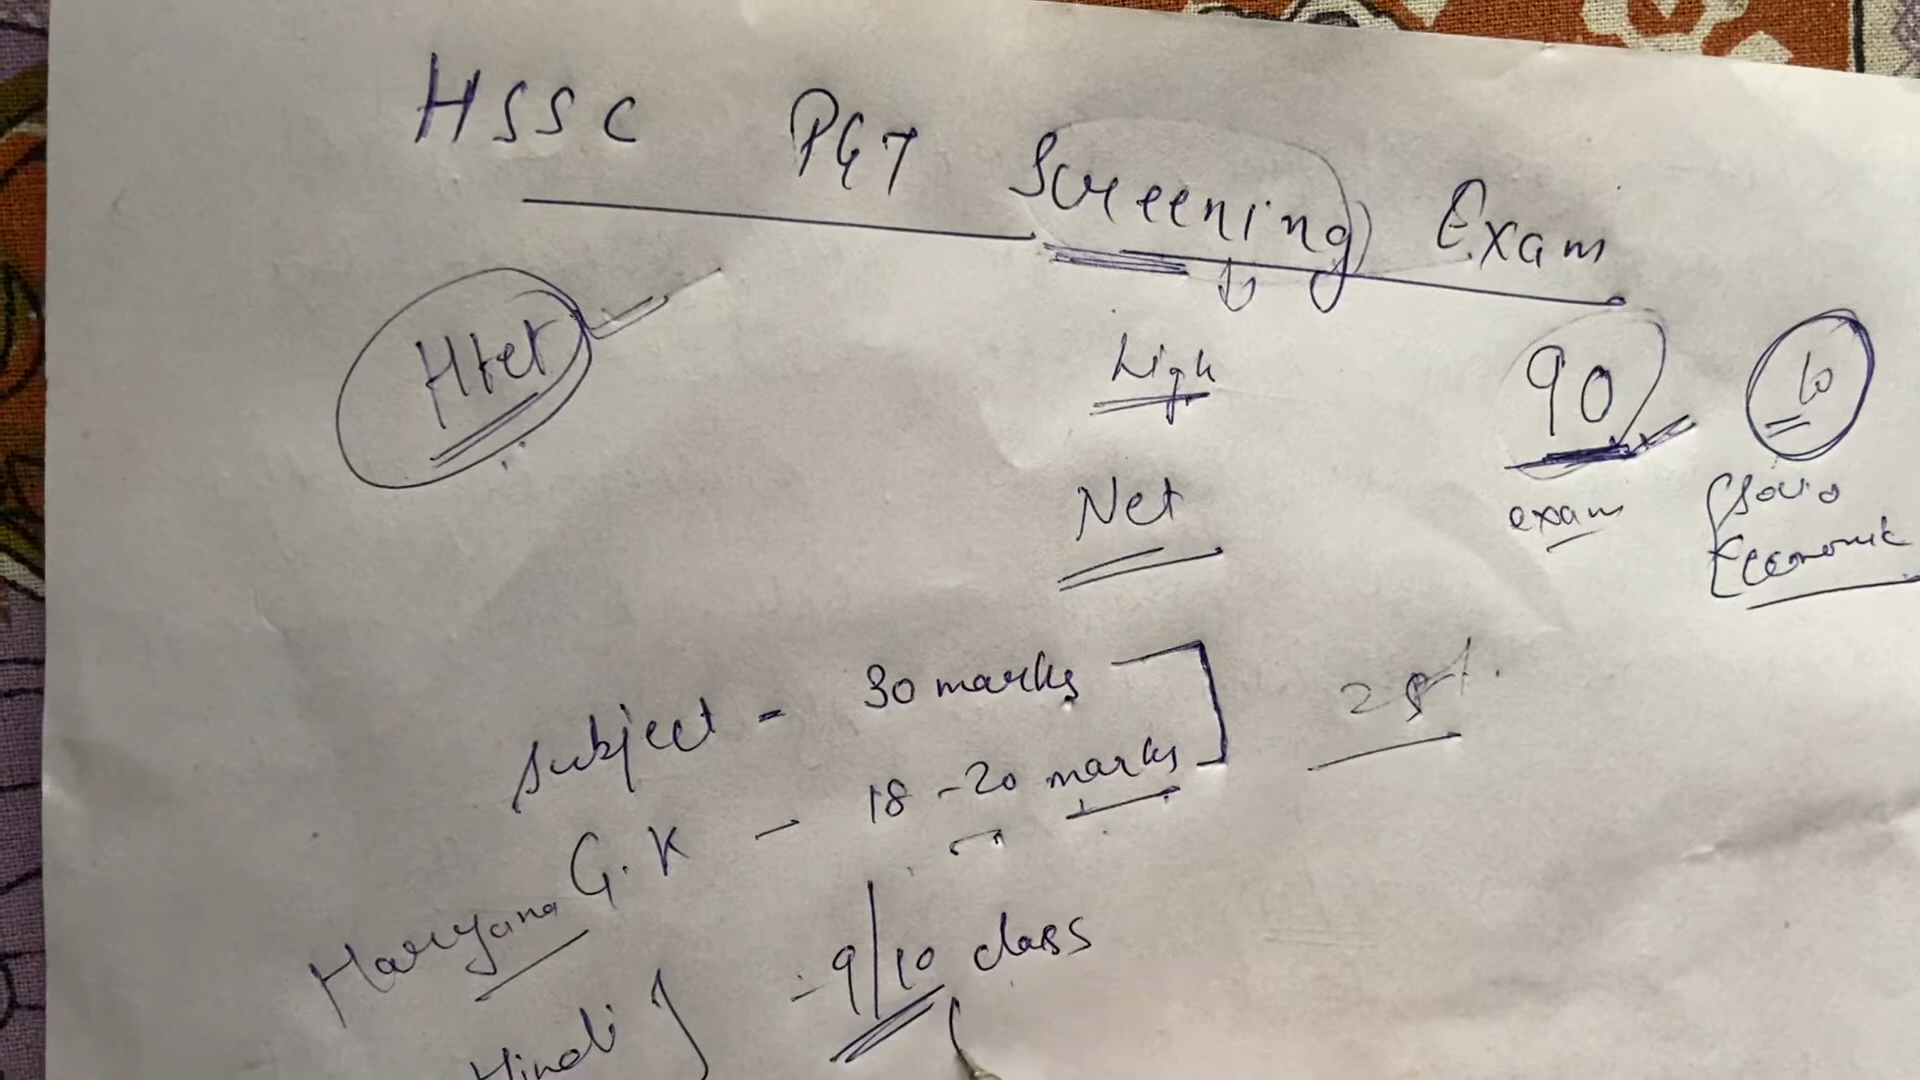 HSSC PGT Screening Exam
Htet
High
90
10
Net
exam
Socio
Economic
Subject = 30 marks
G.K - 18-20 marks
Haryana
- 9/10 class
Hindi